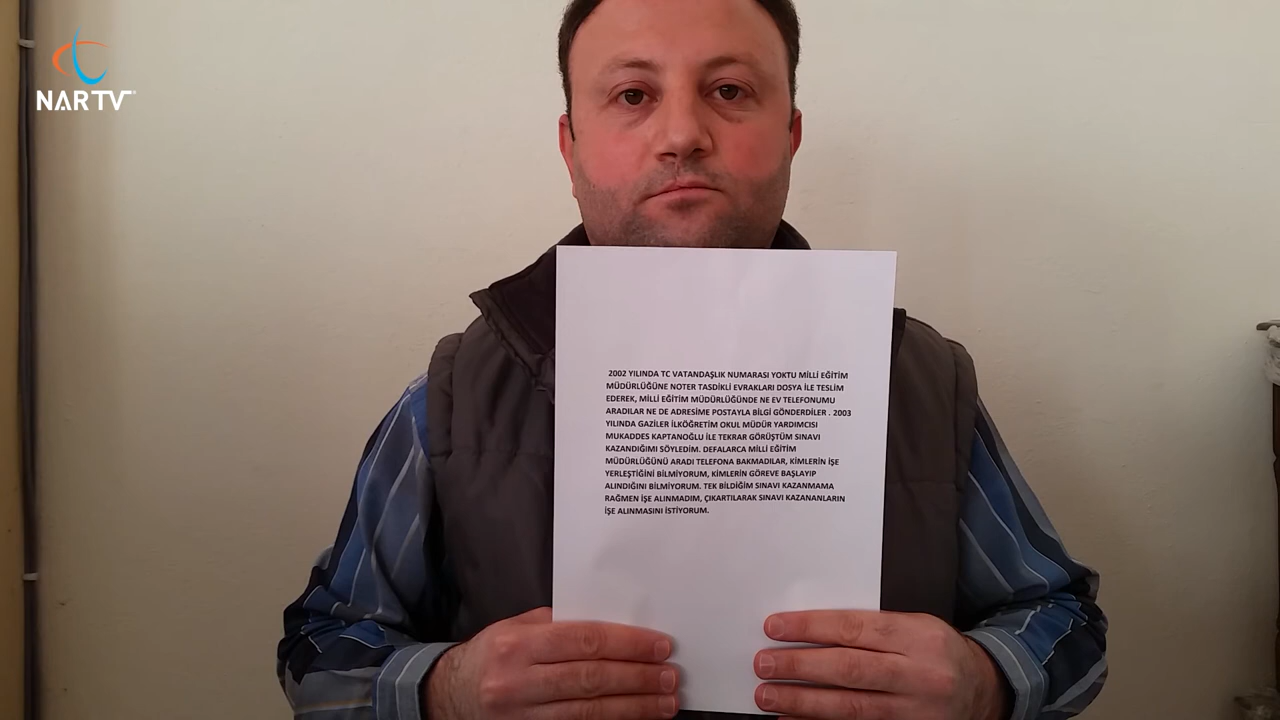 NARTV
2002 YILINDA TC VATANDAŞLIK NUMARASI YOKTU MİLLİ EĞİTİM
MÜDÜRLÜĞÜNE NOTER TASDİKLİ EVRAKLARI DOSYA İLE TESLİM
EDEREK, MİLLİ EĞİTİM MÜDÜRLÜĞÜNDE NE EV TELEFONUMU
ARADILAR NE DE ADRESİME POSTAYLA BİLGİ GÖNDERDİLER . 2003
YILINDA GAZİLER İLKÖĞRETİM OKUL MÜDÜR YARDIMCISI
MUKADDES KAPTANOĞLU İLE TEKRAR GÖRÜŞTÜM SINAVI
KAZANDIĞIMI SÖYLEDİM. DEFALARCA MİLLİ EĞİTİM
MÜDÜRLÜĞÜNÜ ARADI TELEFONA BAKMADILAR, KİMLERİN İŞE
YERLEŞTİĞİNİ BİLMİYORUM, KİMLERİN GÖREVE BAŞLAYIP
ALINDIĞINI BİLMİYORUM. TEK BİLDİĞİM SINAVI KAZANMAMA
RAĞMEN İŞE ALINMADIM, ÇIKARTILARAK SINAVI KAZANANLARIN
İŞE ALINMASINI İSTİYORUM.